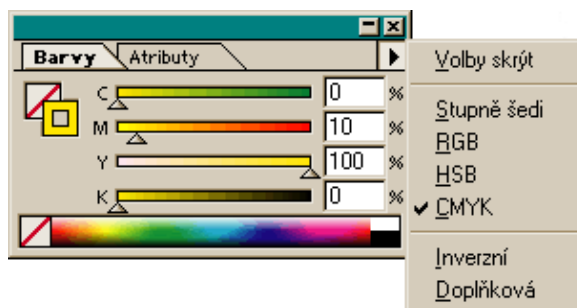 Barvy Atributy
C 0 %
M 10 %
Y 100 %
K 0 %
Volby skrýt
Stupně šedi
RGB
HSB
✔ CMYK
Inverzní
Doplňková